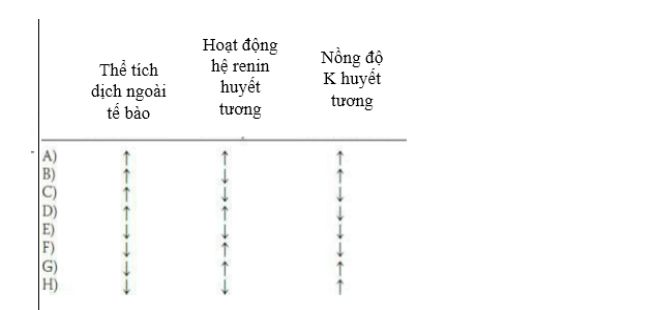 Thể tích
dịch ngoài
tế bào
Hoạt động
hệ renin
huyết
tương
Nồng độ
K huyết
tương
A) ↑ ↑ ↑
B) ↑ ↓ ↑
C) ↑ ↓ ↓
D) ↑ ↑ ↓
E) ↓ ↓ ↓
F) ↓ ↑ ↓
G) ↓ ↑ ↑
H) ↓ ↓ ↑